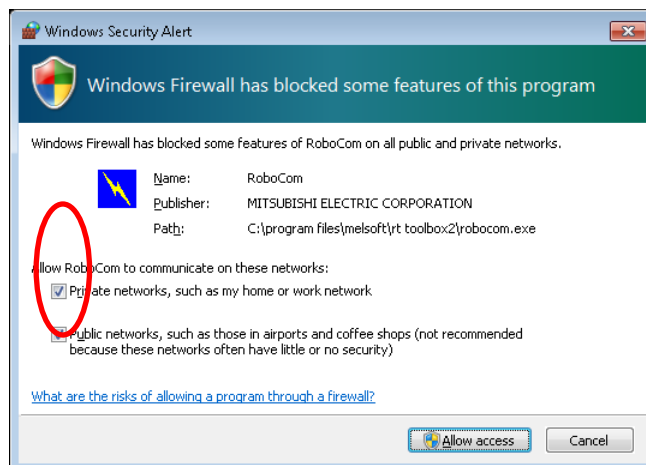 Windows Security Alert
Windows Firewall has blocked some features of this program
Windows Firewall has blocked some features of RoboCom on all public and private networks.
Name: RoboCom
Publisher: MITSUBISHI ELECTRIC CORPORATION
Path: C:\program files\melsoft\rt toolbox2\robocom.exe
Allow RoboCom to communicate on these networks:
Private networks, such as my home or work network
Public networks, such as those in airports and coffee shops (not recommended
because these networks often have little or no security)
What are the risks of allowing a program through a firewall?
Allow access Cancel